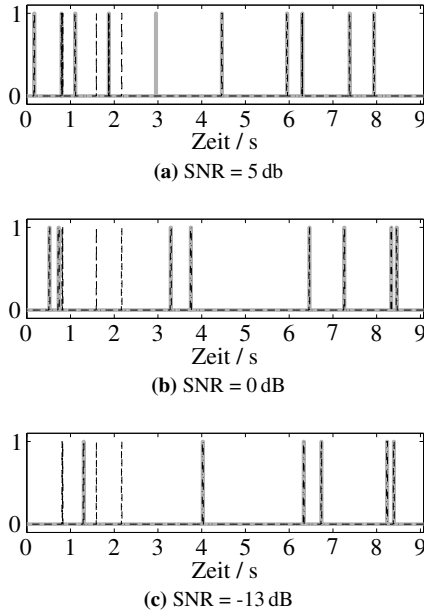 1
0
0 1 2 3 4 5 6 7 8 9
Zeit / s
(a) SNR = 5 db
1
0
0 1 2 3 4 5 6 7 8 9
Zeit / s
(b) SNR = 0 dB
1
0
0 1 2 3 4 5 6 7 8 9
Zeit / s
(c) SNR = -13 dB